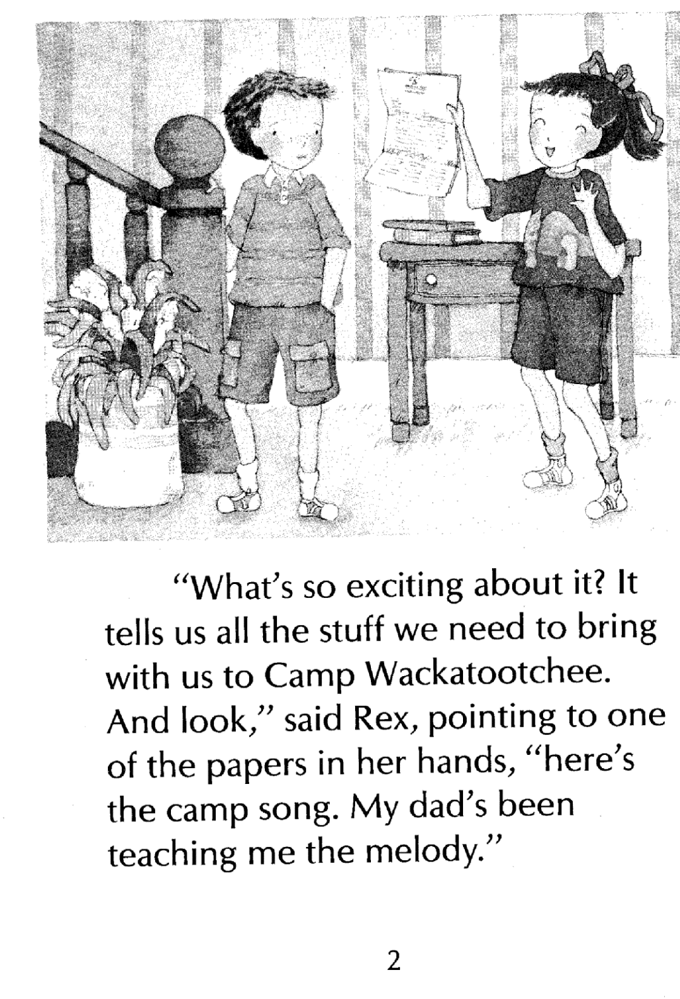 “What’s so exciting about it? It
tells us all the stuff we need to bring
with us to Camp Wackatootchee.
And look,” said Rex, pointing to one
of the papers in her hands, “here’s
the camp song. My dad’s been
teaching me the melody.”
2